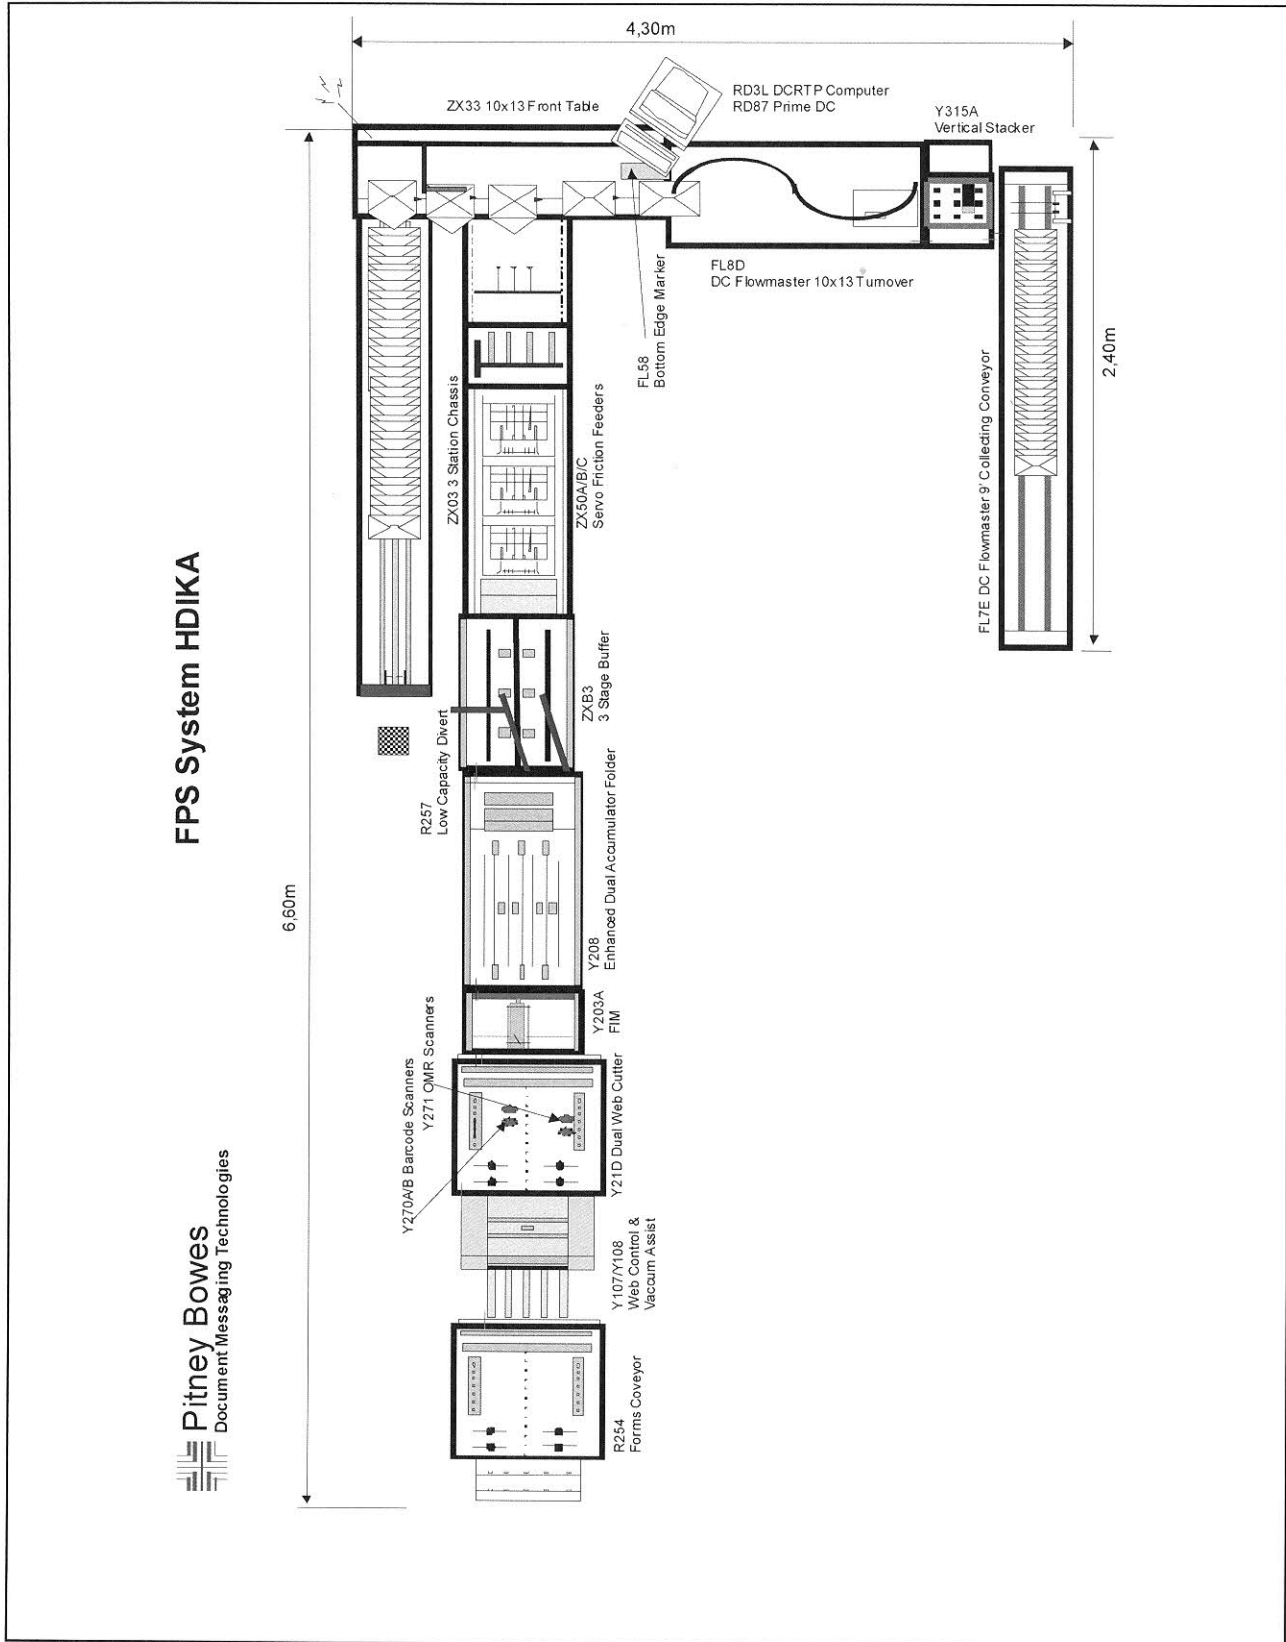 4,30m
ZX33 10x13 Front Table
RD3L DCRTP Computer
RD87 Prime DC
Y315A
Vertical Stacker
FL8D
DC Flowmaster 10x13 Turnover
FL58
Bottom Edge Marker
2,40m
FL7E DC Flowmaster 9' Collecting Conveyor
ZX03 3 Station Chassis
ZX50A/B/C
Servo Friction Feeders
FPS System HDIKA
ZXB3
3 Stage Buffer
R257
Low Capacity Divert
6,60m
Y208
Enhanced Dual Accumulator Folder
Y203A
FIM
Y270A/B Barcode Scanners
Y271 OMR Scanners
Y21D Dual Web Cutter
Y107/Y108
Web Control &
Vaccum Assist
R254
Forms Coveyor
Pitney Bowes
Document Messaging Technologies